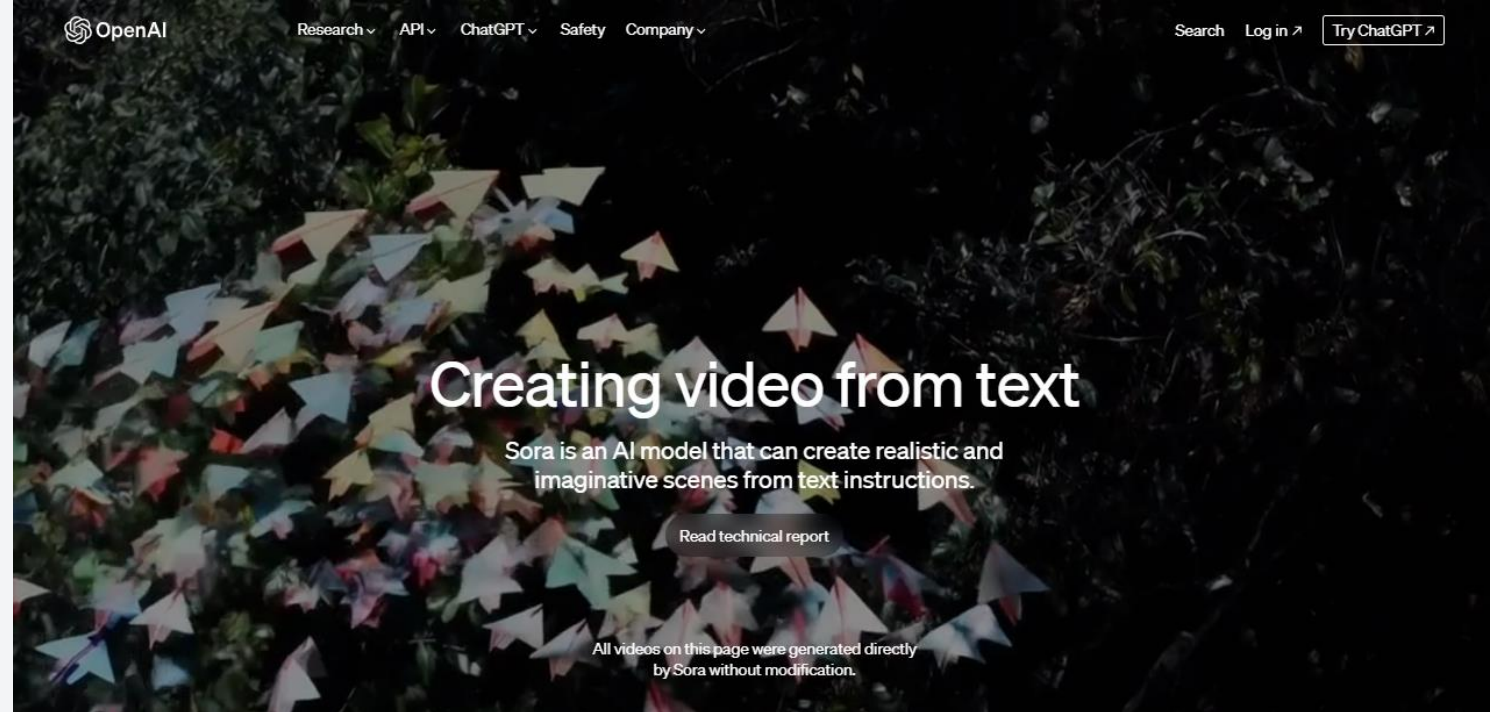 OpenAI Research API ChatGPT Safety Company Search Log in ↗ Try ChatGPT ↗
Creating video from text
Sora is an AI model that can create realistic and
imaginative scenes from text instructions.
Read technical report
All videos on this page were generated directly
by Sora without modification.